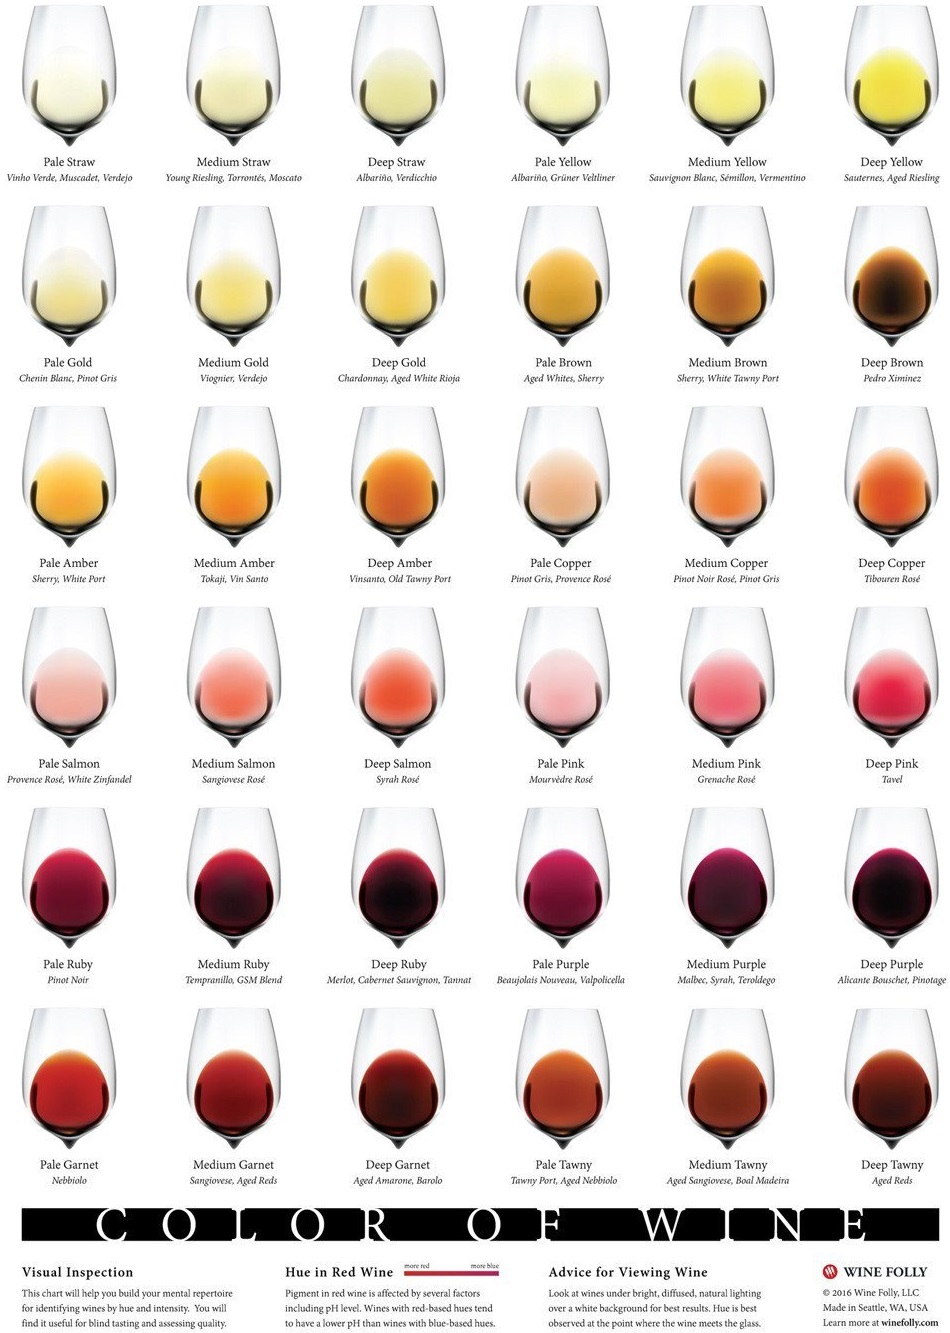 Pale Straw
Vinho Verde, Muscadet, Verdejo
Medium Straw
Young Riesling, Torrontés, Moscato
Deep Straw
Albariño, Verdicchio
Pale Yellow
Albariño, Grüner Veltliner
Medium Yellow
Sauvignon Blanc, Sémillon, Vermentino
Deep Yellow
Sauternes, Aged Riesling
Pale Gold
Chenin Blanc, Pinot Gris
Medium Gold
Viognier, Verdejo
Deep Gold
Chardonnay, Aged White Rioja
Pale Brown
Aged Whites, Sherry
Medium Brown
Sherry, White Tawny Port
Deep Brown
Pedro Ximinez
Pale Amber
Sherry, White Port
Medium Amber
Tokaji, Vin Santo
Deep Amber
Vinsanto, Old Tawny Port
Pale Copper
Pinot Gris, Provence Rosé
Medium Copper
Pinot Noir Rosé, Pinot Gris
Deep Copper
Tibouren Rosé
Pale Salmon
Provence Rosé, White Zinfandel
Medium Salmon
Sangiovese Rosé
Deep Salmon
Syrah Rosé
Pale Pink
Mourvèdre Rosé
Medium Pink
Grenache Rosé
Deep Pink
Tavel
Pale Ruby
Pinot Noir
Medium Ruby
Tempranillo, GSM Blend
Deep Ruby
Merlot, Cabernet Sauvignon, Tannat
Pale Purple
Beaujolais Nouveau, Valpolicella
Medium Purple
Malbec, Syrah, Teroldego
Deep Purple
Alicante Bouschet, Pinotage
Pale Garnet
Nebbiolo
Medium Garnet
Sangiovese, Aged Reds
Deep Garnet
Aged Amarone, Barolo
Pale Tawny
Tawny Port, Aged Nebbiolo
Medium Tawny
Aged Sangiovese, Boal Madeira
Deep Tawny
Aged Reds
COLOR OF WINE
Visual Inspection
This chart will help you build your mental repertoire
for identifying wines by hue and intensity. You will
find it useful for blind tasting and assessing quality.
Hue in Red Wine
more red
more blue
Pigment in red wine is affected by several factors
including pH level. Wines with red-based hues tend
to have a lower pH than wines with blue-based hues.
Advice for Viewing Wine
Look at wines under bright, diffused, natural lighting
over a white background for best results. Hue is best
observed at the point where the wine meets the glass.
WINE FOLLY
© 2016 Wine Folly, LLC
Made in Seattle, WA, USA
Learn more at winefolly.com